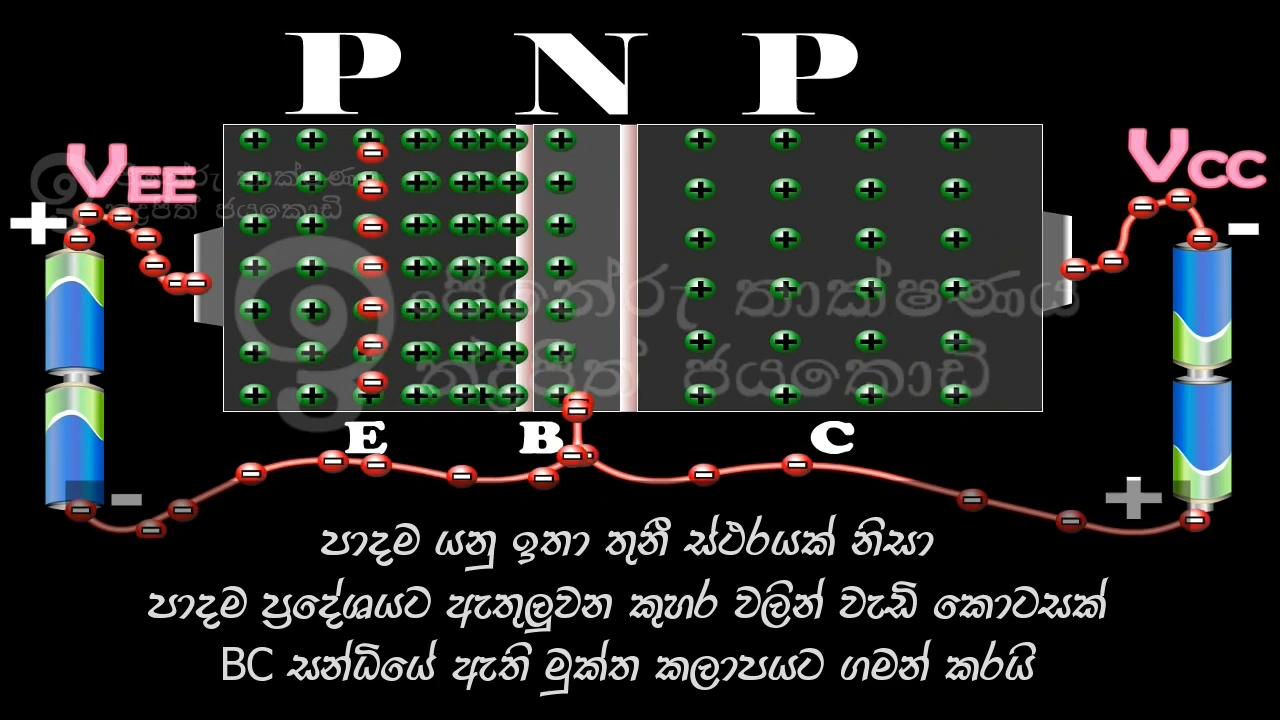 P N P
VEE
VCC
+
-
-
+
E B C
පාදම යනු ඉතා තුනී ස්ථරයක් නිසා
පාදම ප්‍රදේශයට ඇතුලුවන කුහර වලින් වැඩි කොටසක්
BC සන්ධියේ ඇති මුක්ත කලාපයට ගමන් කරයි